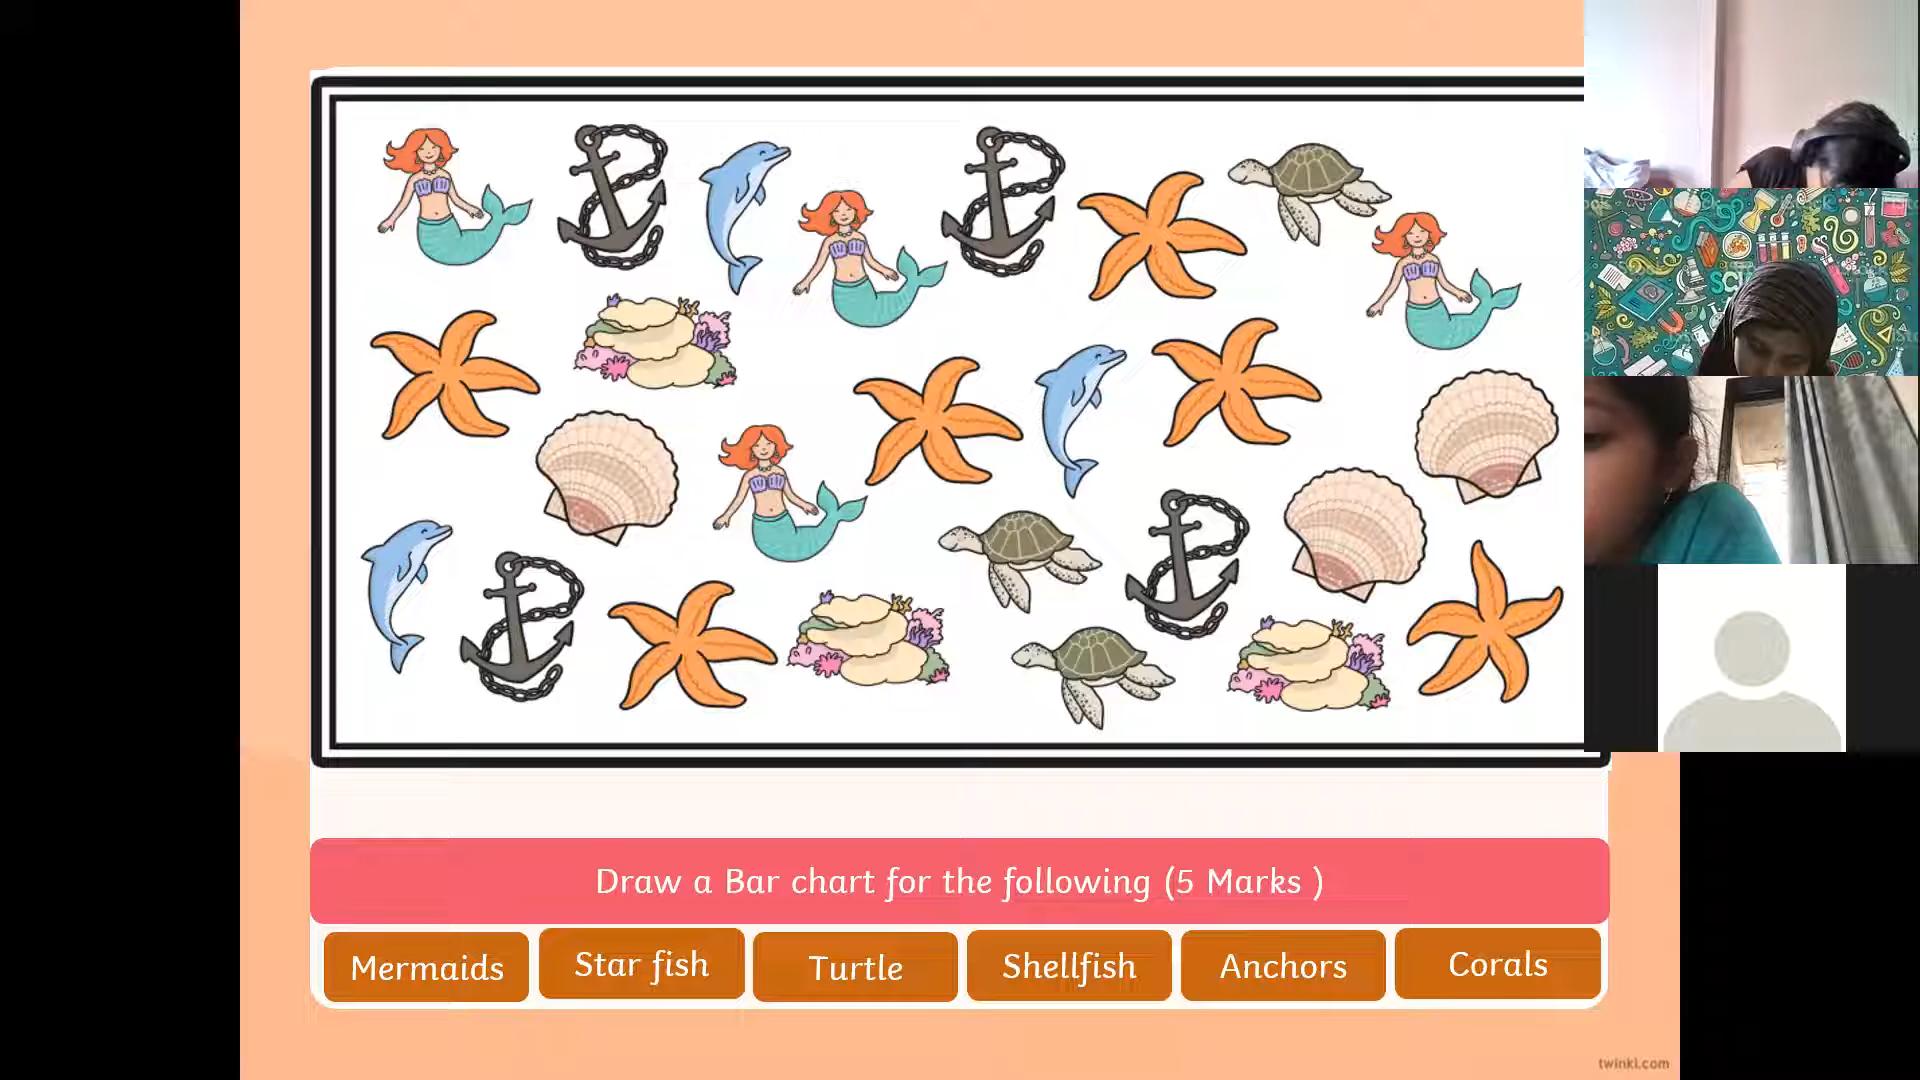 Draw a Bar chart for the following (5 Marks )
Mermaids
Star fish
Turtle
Shellfish
Anchors
Corals
twinkl.com